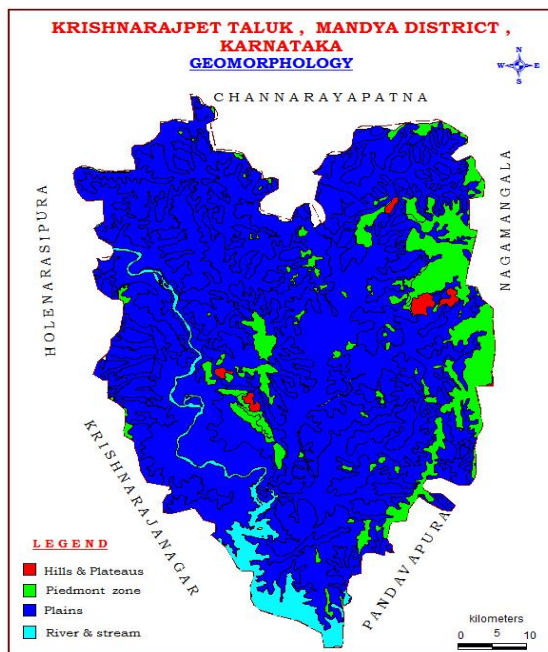 KRISHNARAJPET TALUK , MANDYA DISTRICT ,
KARNATAKA
GEOMORPHOLOGY
N
W E
S
CHANNARAYAPATNA
HOLENARASIPURA
NAGAMANGALA
KRISHNARAJANAGAR
PANDAVAPURA
LEGEND
Hills & Plateaus
Piedmont zone
Plains
River & stream
kilometers
0 5 10